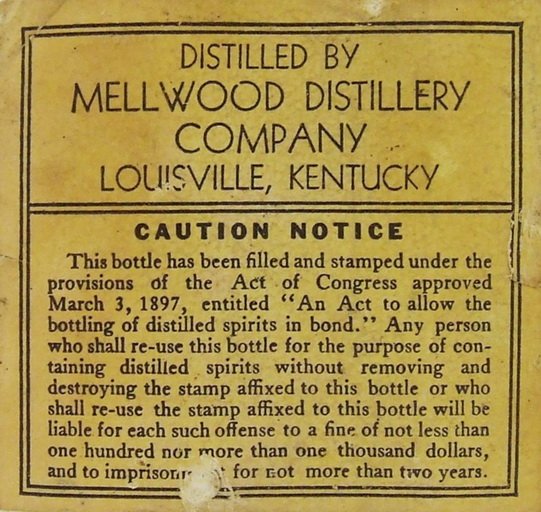 DISTILLED BY
MELLWOOD DISTILLERY
COMPANY
LOUISVILLE, KENTUCKY
CAUTION NOTICE
This bottle has been filled and stamped under the
provisions of the Act of Congress approved
March 3, 1897, entitled "An Act to allow the
bottling of distilled spirits in bond." Any person
who shall re-use this bottle for the purpose of con-
taining distilled spirits without removing and
destroying the stamp affixed to this bottle or who
shall re-use the stamp affixed to this bottle will be
liable for each such offense to a fine of not less than
one hundred nor more than one thousand dollars,
and to imprisonment for not more than two years.